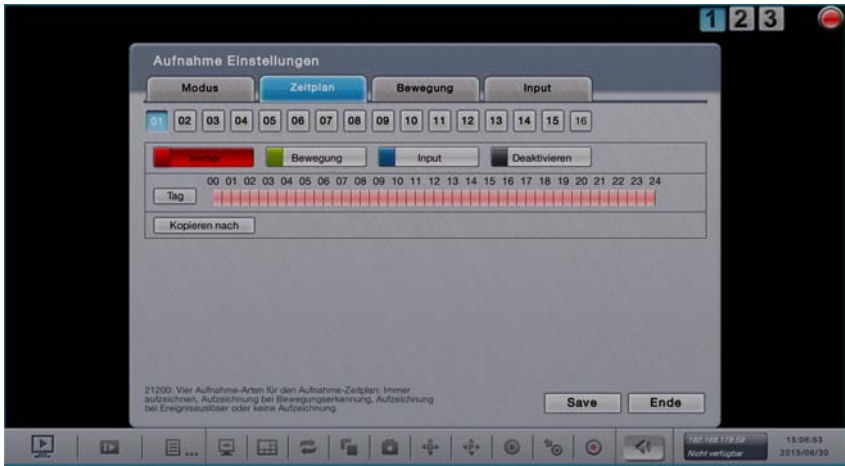 1 2 3
Aufnahme Einstellungen
Modus Zeitplan Bewegung Input
01 02 03 04 05 06 07 08 09 10 11 12 13 14 15 16
Immer Bewegung Input Deaktivieren
00 01 02 03 04 05 06 07 08 09 10 11 12 13 14 15 16 17 18 19 20 21 22 23 24
Tag
Kopieren nach
21200: Vier Aufnahme-Arten für den Aufnahme-Zeitplan: Immer
aufzeichnen, Aufzeichnung bei Bewegungserkennung, Aufzeichnung
bei Ereignisauslöser oder keine Aufzeichnung.
Save Ende
192.168.178.59
Nicht verfügbar
15:06:53
2015/06/30